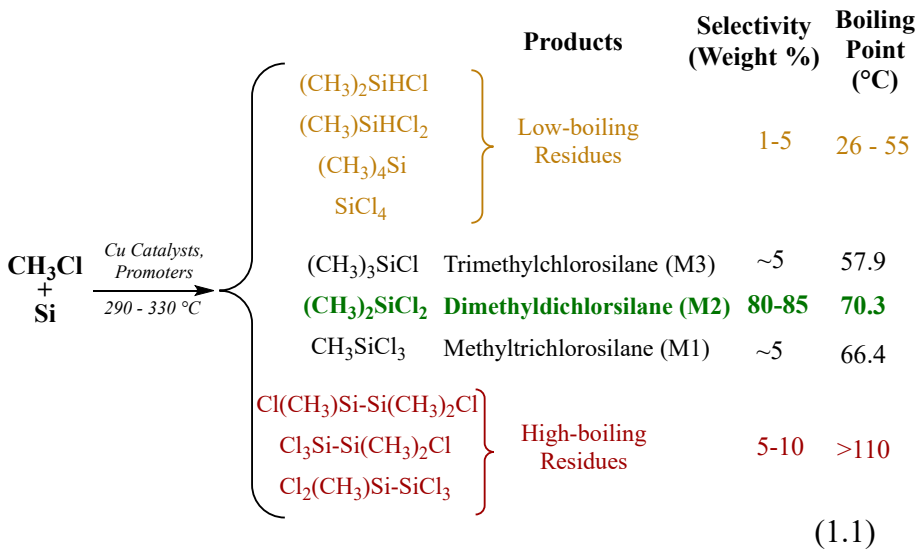 Products Selectivity (Weight %) Boiling Point (°C)
(CH₃)₂SiHCl
(CH₃)SiHCl₂
(CH₃)₄Si
SiCl₄
Low-boiling Residues 1-5 26 - 55
CH₃Cl + Si
Cu Catalysts, Promoters
290 - 330 °C
(CH₃)₃SiCl Trimethylchlorosilane (M3) ~5 57.9
(CH₃)₂SiCl₂ Dimethyldichlorsilane (M2) 80-85 70.3
CH₃SiCl₃ Methyltrichlorosilane (M1) ~5 66.4
Cl(CH₃)Si-Si(CH₃)₂Cl
Cl₃Si-Si(CH₃)₂Cl
Cl₂(CH₃)Si-SiCl₃
High-boiling Residues 5-10 >110
(1.1)